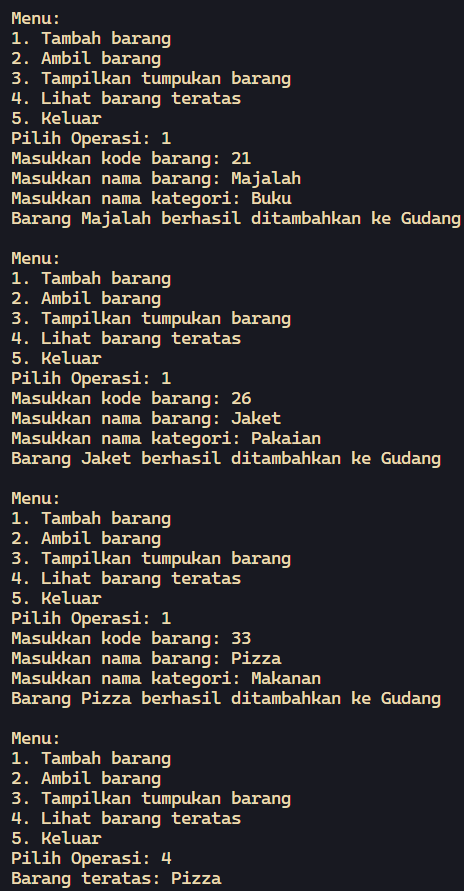 Menu:
1. Tambah barang
2. Ambil barang
3. Tampilkan tumpukan barang
4. Lihat barang teratas
5. Keluar
Pilih Operasi: 1
Masukkan kode barang: 21
Masukkan nama barang: Majalah
Masukkan nama kategori: Buku
Barang Majalah berhasil ditambahkan ke Gudang

Menu:
1. Tambah barang
2. Ambil barang
3. Tampilkan tumpukan barang
4. Lihat barang teratas
5. Keluar
Pilih Operasi: 1
Masukkan kode barang: 26
Masukkan nama barang: Jaket
Masukkan nama kategori: Pakaian
Barang Jaket berhasil ditambahkan ke Gudang

Menu:
1. Tambah barang
2. Ambil barang
3. Tampilkan tumpukan barang
4. Lihat barang teratas
5. Keluar
Pilih Operasi: 1
Masukkan kode barang: 33
Masukkan nama barang: Pizza
Masukkan nama kategori: Makanan
Barang Pizza berhasil ditambahkan ke Gudang

Menu:
1. Tambah barang
2. Ambil barang
3. Tampilkan tumpukan barang
4. Lihat barang teratas
5. Keluar
Pilih Operasi: 4
Barang teratas: Pizza